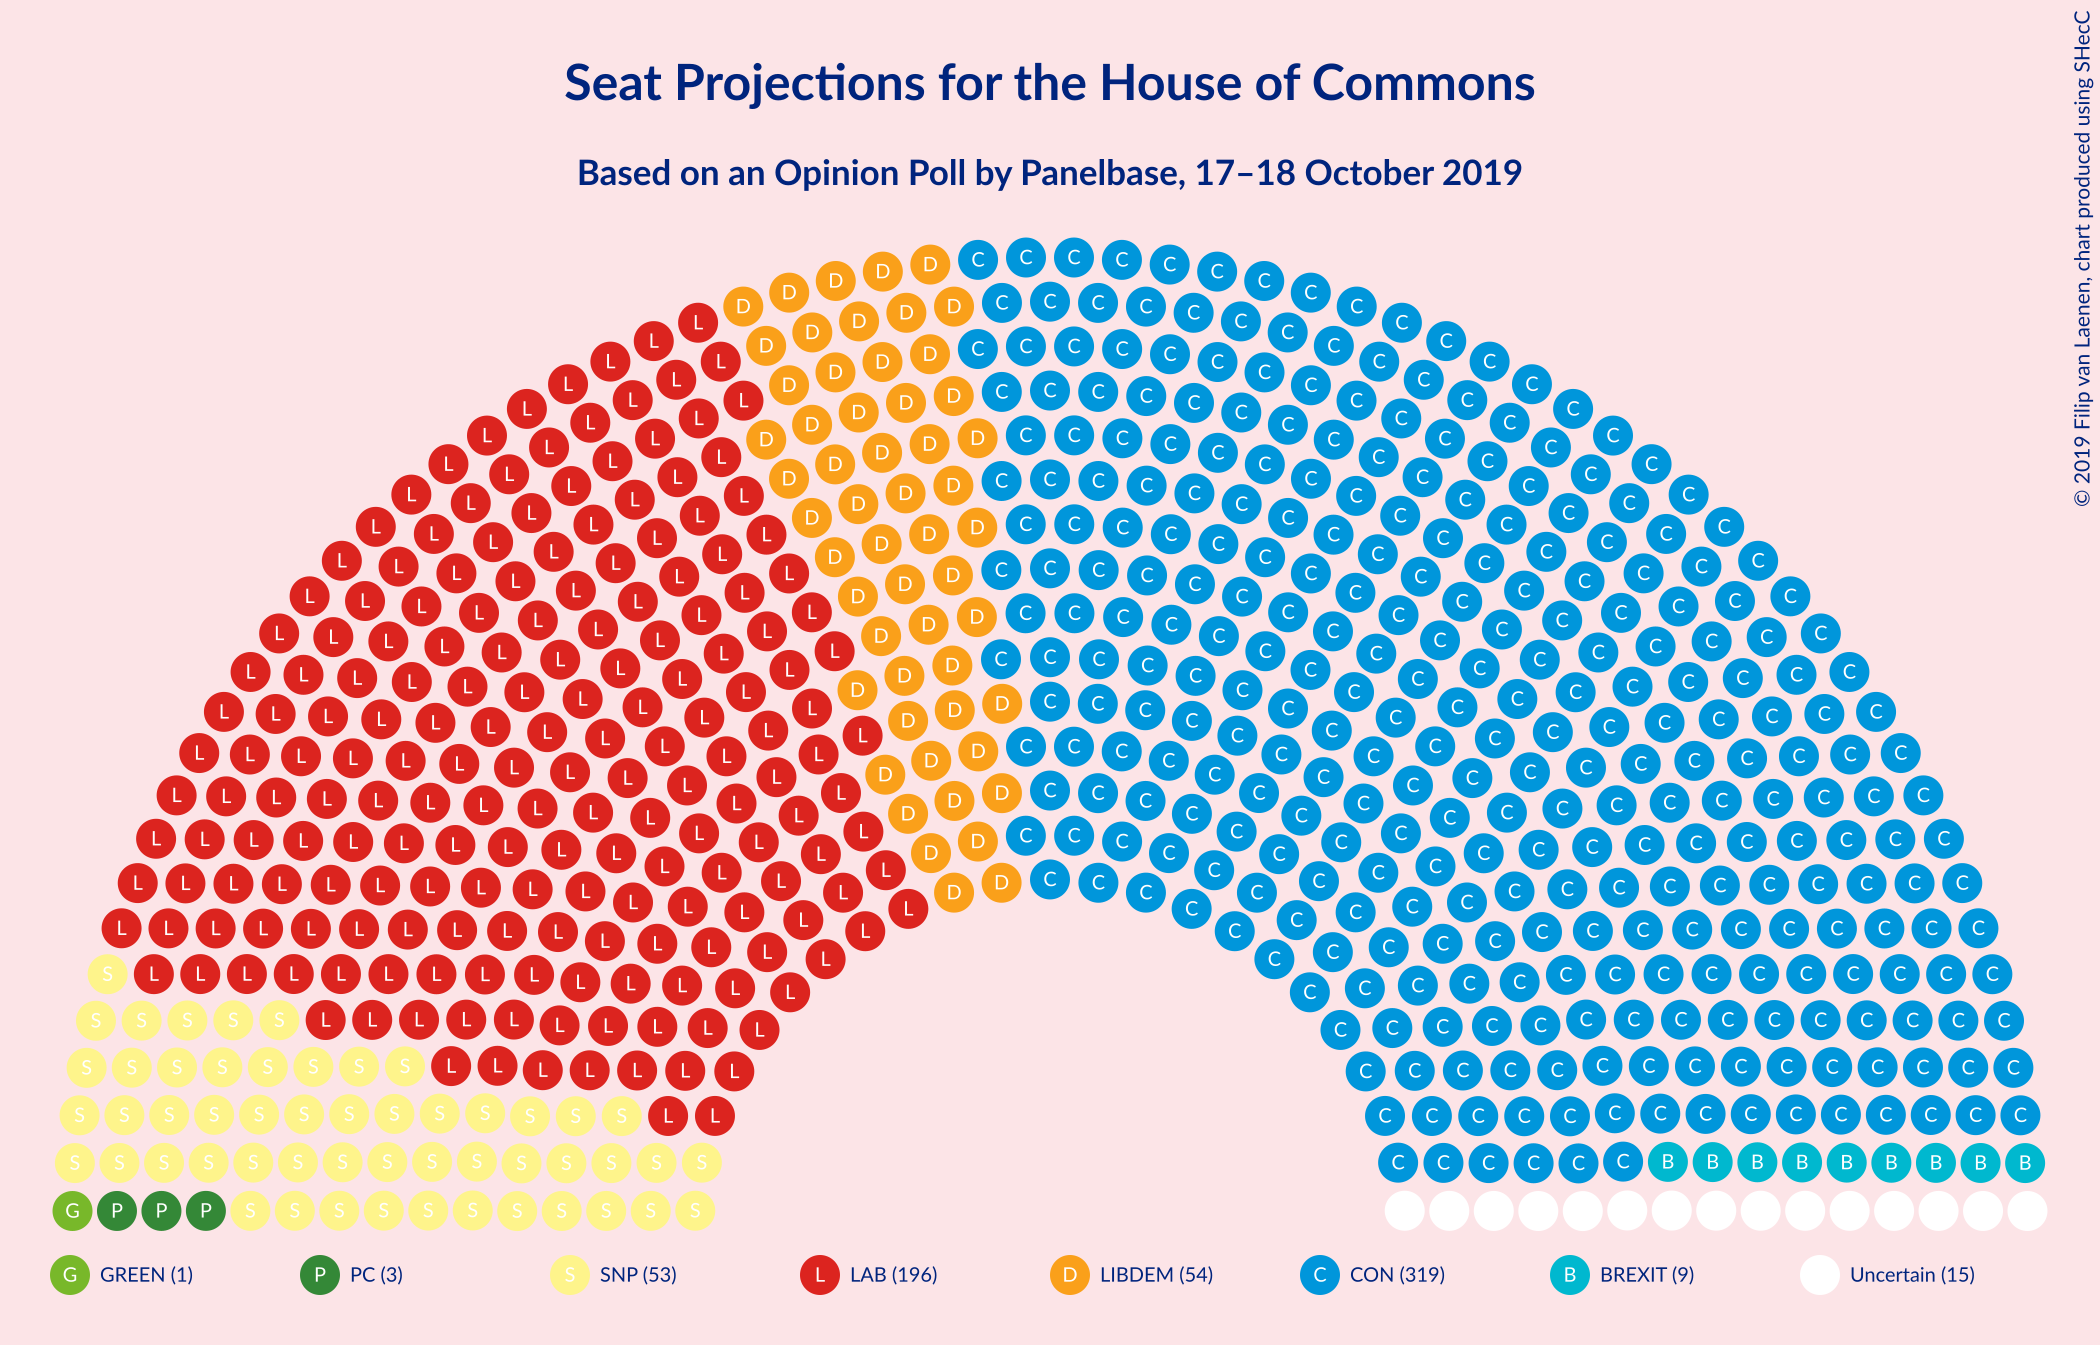 Seat Projections for the House of Commons
Based on an Opinion Poll by Panelbase, 17–18 October 2019
© 2019 Filip van Laenen, chart produced using SHecC
G GREEN (1)
P PC (3)
S SNP (53)
L LAB (196)
D LIBDEM (54)
C CON (319)
B BREXIT (9)
Uncertain (15)